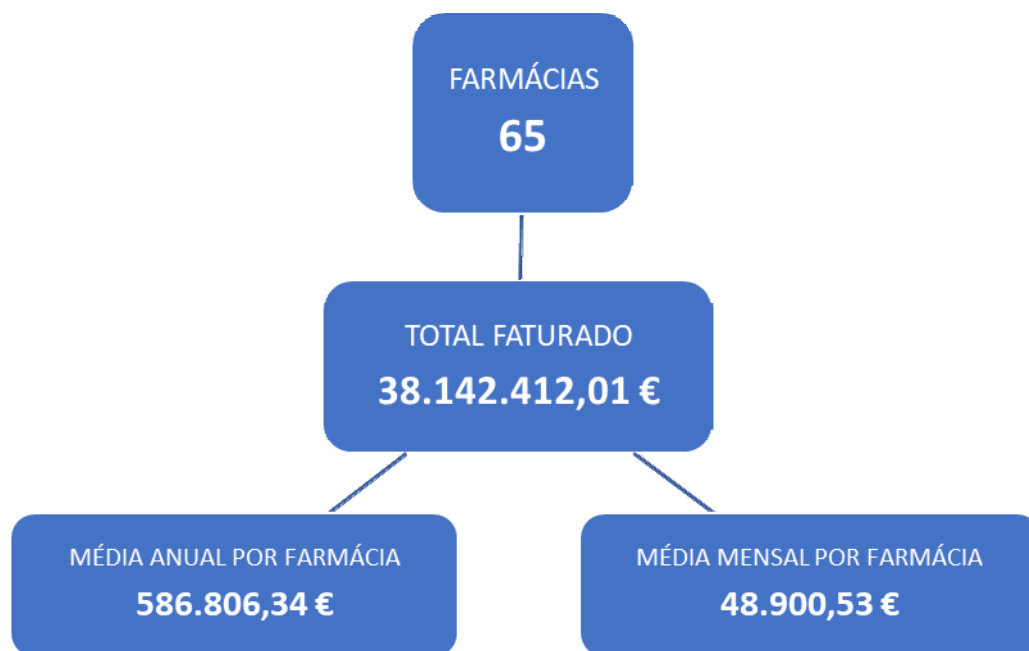 FARMÁCIAS
65
TOTAL FATURADO
38.142.412,01 €
MÉDIA ANUAL POR FARMÁCIA
586.806,34 €
MÉDIA MENSAL POR FARMÁCIA
48.900,53 €